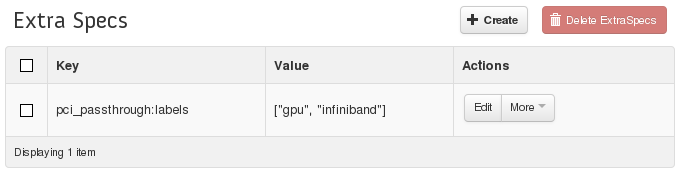 Extra Specs
Create
Delete ExtraSpecs
Key Value Actions
pci_passthrough:labels ["gpu", "infiniband"] Edit More
Displaying 1 item